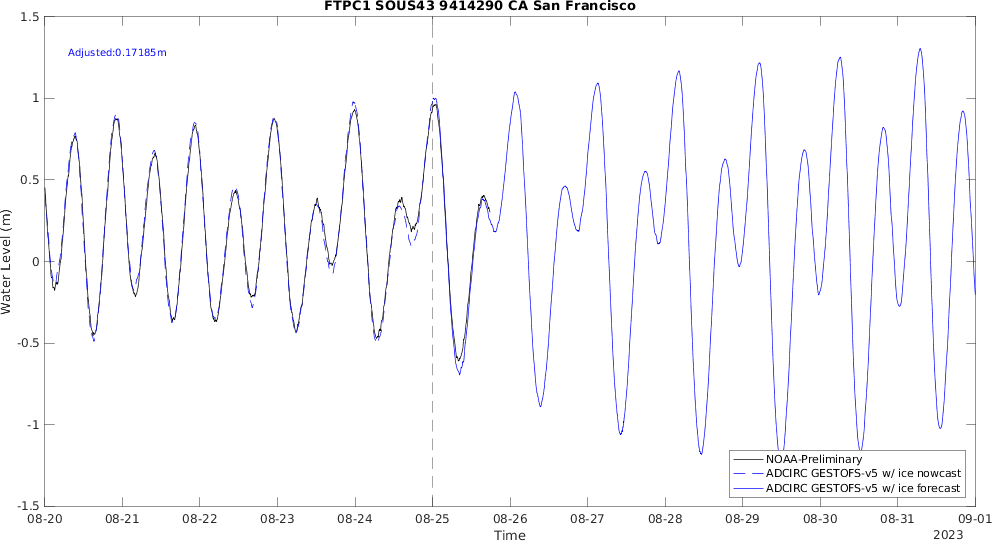 FTPC1 SOUS43 9414290 CA San Francisco
Adjusted:0.17185m
1.5
1
0.5
0
-0.5
-1
-1.5
Water Level (m)
NOAA-Preliminary
ADCIRC GESTOFS-v5 w/ ice nowcast
ADCIRC GESTOFS-v5 w/ ice forecast
08-20 08-21 08-22 08-23 08-24 08-25 08-26 08-27 08-28 08-29 08-30 08-31 09-01
Time
2023